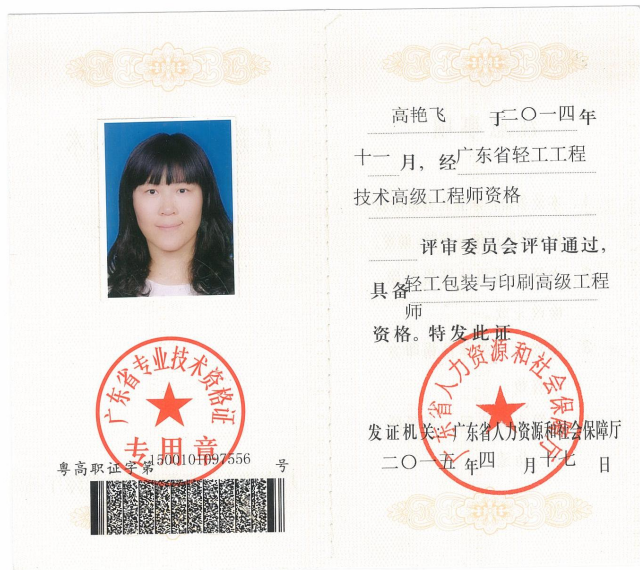 广东省专业技术资格证
专用章
粤高职证字第1500101097556号
高艳飞 于二〇一四年
十一月，经广东省轻工工程
技术高级工程师资格
评审委员会评审通过，
具备轻工包装与印刷高级工程
师
资格。特发此证
广东省人力资源和社会保障厅
发证机关：广东省人力资源和社会保障厅
二〇一五年四月十七日